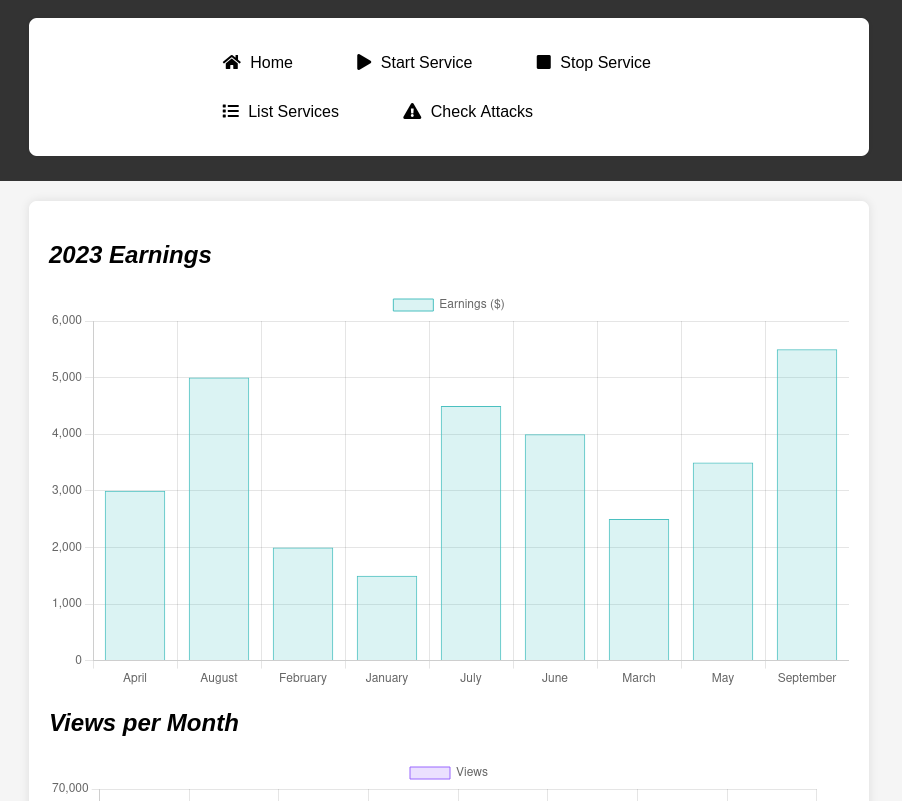 Home Start Service Stop Service
List Services Check Attacks
2023 Earnings
Earnings ($)
6,000
5,000
4,000
3,000
2,000
1,000
0
April August February January July June March May September
Views per Month
Views
70,000